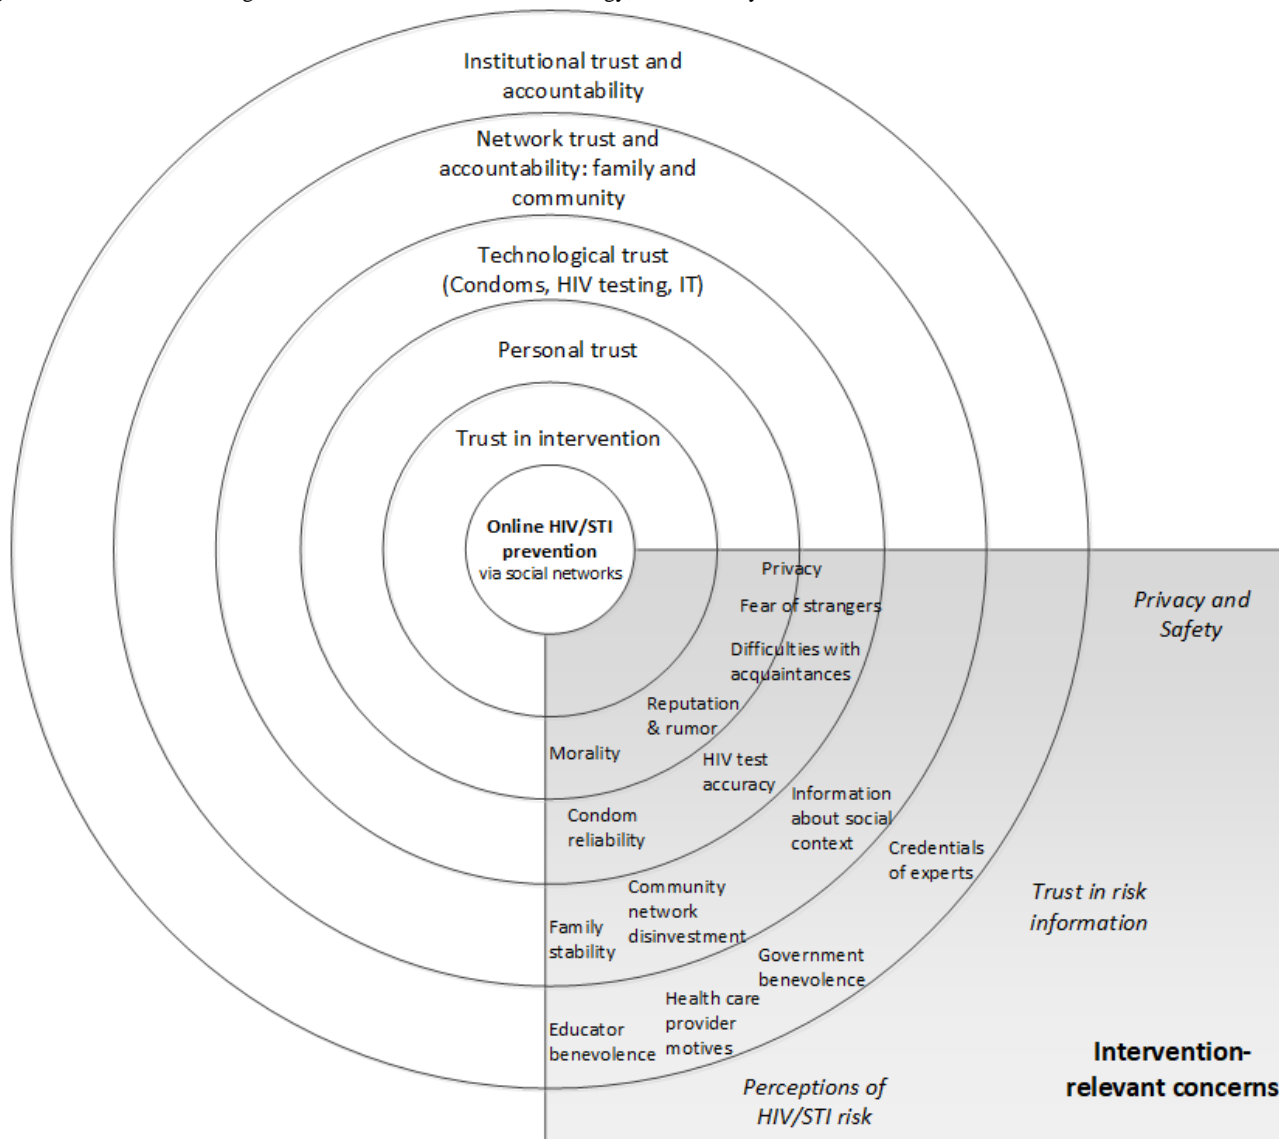 Institutional trust and
accountability
Network trust and
accountability: family and
community
Technological trust
(Condoms, HIV testing, IT)
Personal trust
Trust in intervention
Online HIV/STI
prevention
via social networks
Privacy
Fear of strangers
Difficulties with
acquaintances
Reputation
& rumor
Morality
HIV test
accuracy
Condom
reliability
Information
about social
context
Credentials
of experts
Community
network
disinvestment
Family
stability
Government
benevolence
Health care
provider
motives
Educator
benevolence
Privacy and
Safety
Trust in risk
information
Perceptions of
HIV/STI risk
Intervention-
relevant concerns